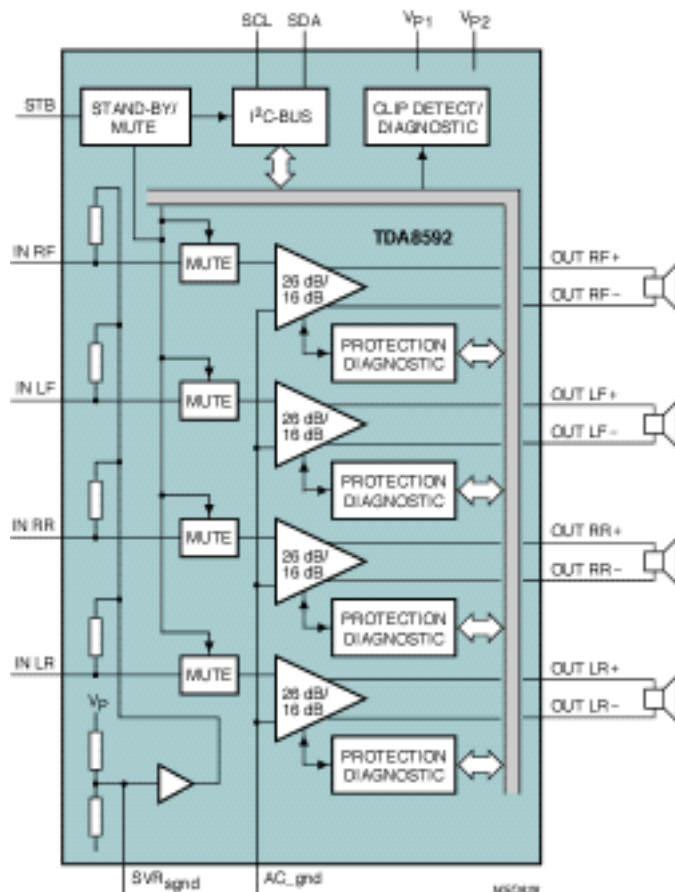 SCL SDA VP1 VP2
STB
STAND-BY/
MUTE
I²C-BUS
CLIP DETECT/
DIAGNOSTIC
TDA8592
IN RF
MUTE
26 dB/
16 dB
OUT RF+
OUT RF−
PROTECTION
DIAGNOSTIC
IN LF
MUTE
26 dB/
16 dB
OUT LF+
OUT LF−
PROTECTION
DIAGNOSTIC
IN RR
MUTE
26 dB/
16 dB
OUT RR+
OUT RR−
PROTECTION
DIAGNOSTIC
IN LR
MUTE
26 dB/
16 dB
OUT LR+
OUT LR−
VP
PROTECTION
DIAGNOSTIC
SVRsgnd
AC_gnd